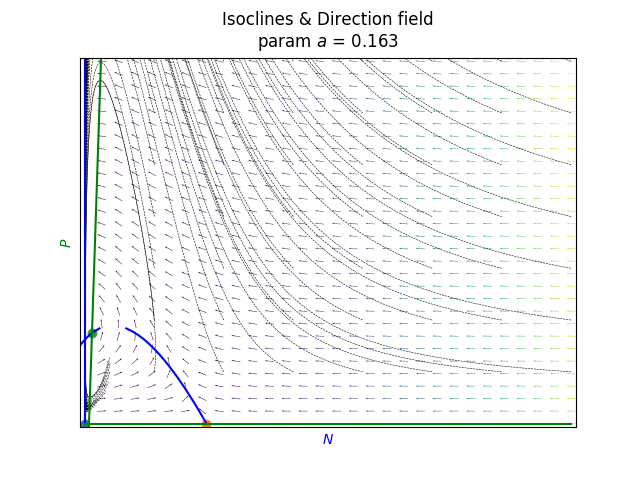 Isoclines & Direction field
param a = 0.163
P
N